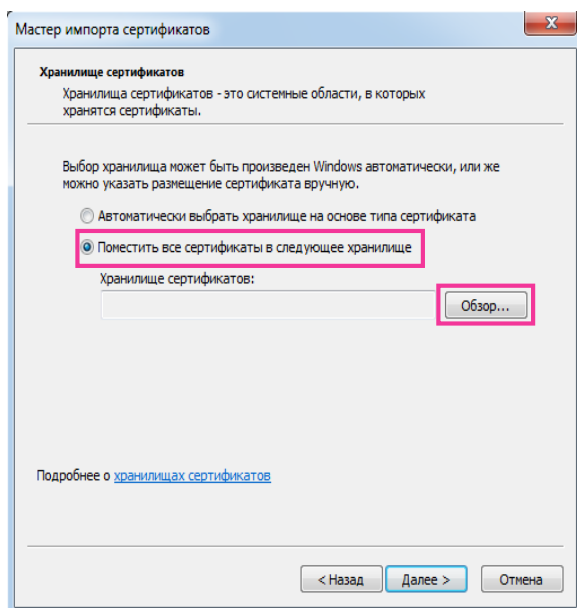 Мастер импорта сертификатов
Хранилище сертификатов
Хранилища сертификатов - это системные области, в которых
хранятся сертификаты.
Выбор хранилища может быть произведен Windows автоматически, или же
можно указать размещение сертификата вручную.
Автоматически выбрать хранилище на основе типа сертификата
Поместить все сертификаты в следующее хранилище
Хранилище сертификатов:
Обзор...
Подробнее о хранилищах сертификатов
< Назад Далее > Отмена